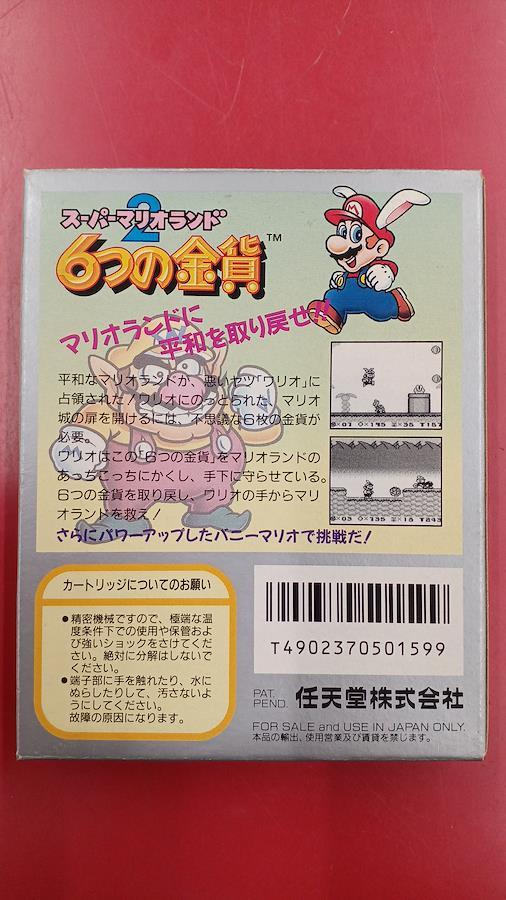 スーパーマリオランド2
6つの金貨™
マリオランドに
平和を取り戻せ!!
平和なマリオランドが、悪いヤツ「ワリオ」に
占領された!ワリオにのっとられた、マリオ
城の扉を開けるには、不思議な6枚の金貨が
必要。
ワリオはこの「6つの金貨」をマリオランドの
あっちこっちにかくし、手下に守らせている。
6つの金貨を取り戻し、ワリオの手からマリ
オランドを救え!
さらにパワーアップしたバニーマリオで挑戦だ!
カートリッジについてのお願い
●精密機械ですので、極端な温
度条件下での使用や保管およ
び強いショックをさけてくだ
さい。絶対に分解はしないで
ください。
●端子部に手を触れたり、水に
ぬらしたりして、汚さないよ
うにしてください。
故障の原因になります。
T4902370501599
PAT.
PEND.
任天堂株式会社
FOR SALE and USE IN JAPAN ONLY.
本品の輸出、使用営業及び賃貸を禁じます。